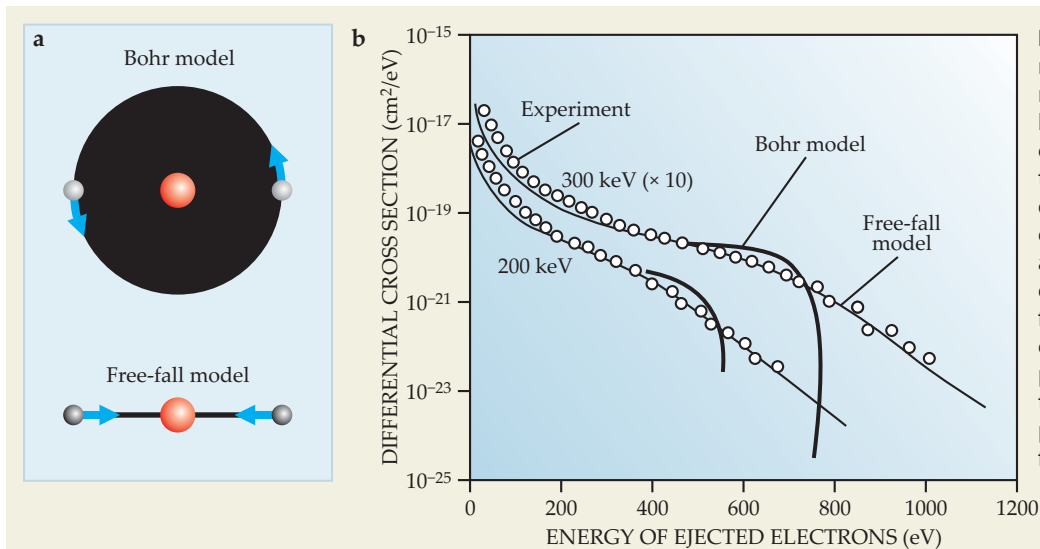 a
Bohr model
Free-fall model
b
DIFFERENTIAL CROSS SECTION (cm²/eV)
10⁻¹⁵
10⁻¹⁷
10⁻¹⁹
10⁻²¹
10⁻²³
10⁻²⁵
Experiment
Bohr model
300 keV (× 10)
Free-fall
model
200 keV
0
200
400
600
800
1000
1200
ENERGY OF EJECTED ELECTRONS (eV)